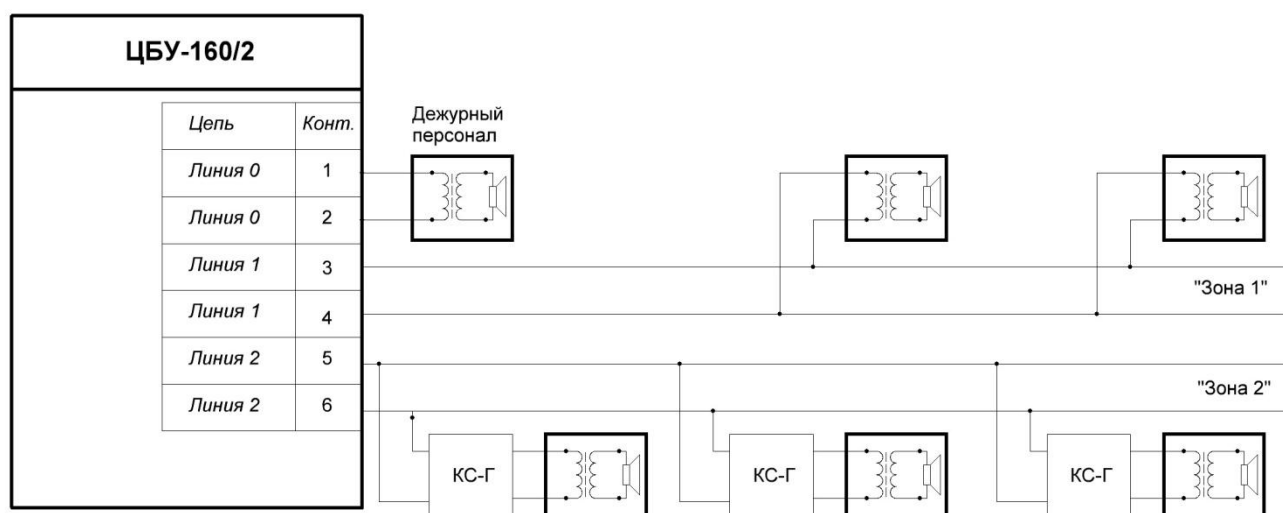 ЦБУ-160/2
Цепь Конт.
Линия 0 1
Линия 0 2
Линия 1 3
Линия 1 4
Линия 2 5
Линия 2 6
Дежурный
персонал
"Зона 1"
"Зона 2"
КС-Г
КС-Г
КС-Г